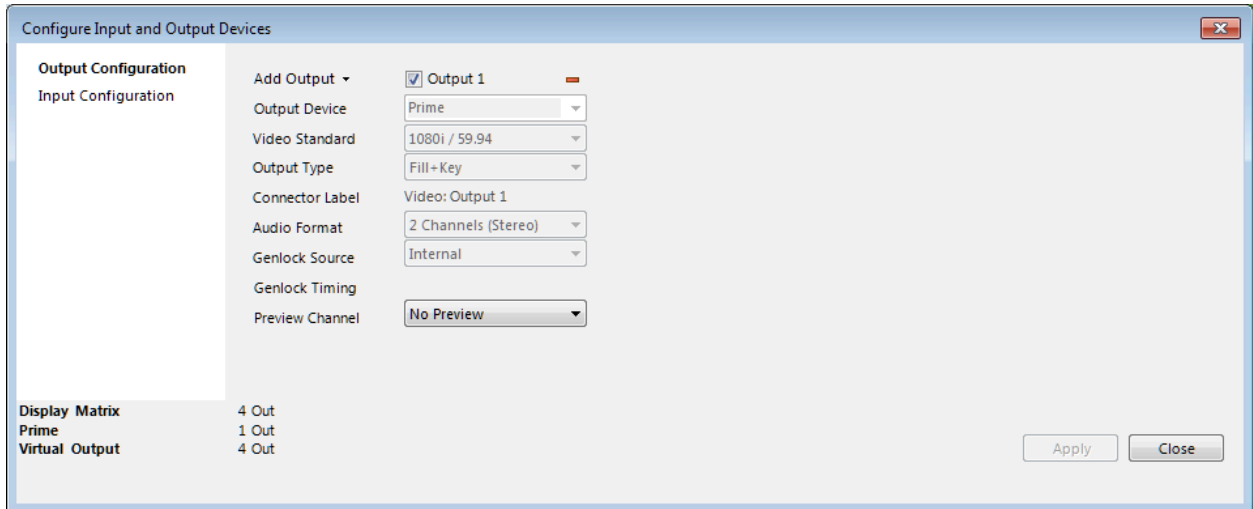 Configure Input and Output Devices
Output Configuration
Input Configuration
Add Output Output 1
Output Device Prime
Video Standard 1080i / 59.94
Output Type Fill+Key
Connector Label Video: Output 1
Audio Format 2 Channels (Stereo)
Genlock Source Internal
Genlock Timing
Preview Channel No Preview
Display Matrix 4 Out
Prime 1 Out
Virtual Output 4 Out
Apply Close